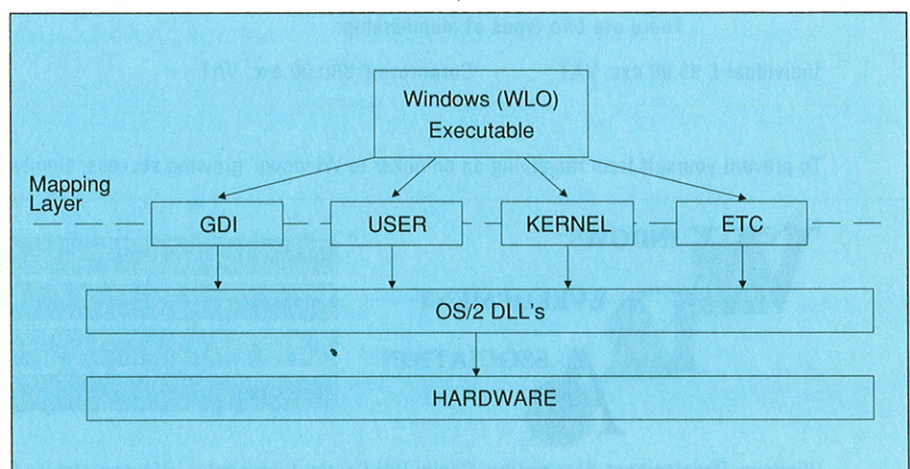 Windows (WLO)
Executable
Mapping
Layer
GDI
USER
KERNEL
ETC
OS/2 DLL's
HARDWARE